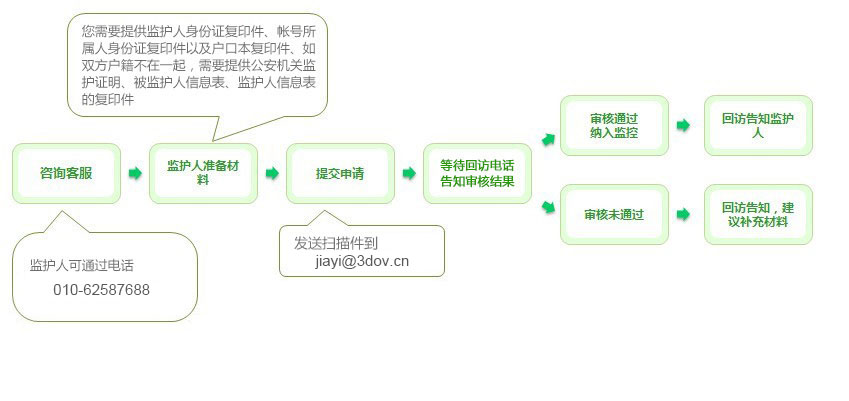 您需要提供监护人身份证复印件、帐号所
属人身份证复印件以及户口本复印件、如
双方户籍不在一起，需要提供公安机关监
护证明、被监护人信息表、监护人信息表
的复印件
咨询客服
监护人准备材
料
提交申请
等待回访电话
告知审核结果
审核通过
纳入监控
回访告知监护
人
审核未通过
回访告知，建
议补充材料
监护人可通过电话
010-62587688
发送扫描件到
jiayi@3dov.cn